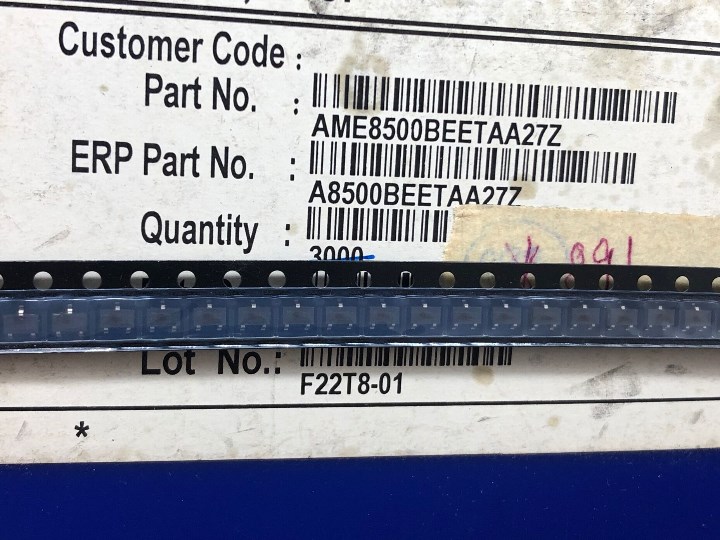 Customer Code :
Part No. :
AME8500BEETAA27Z
ERP Part No. :
A8500BEETAA27Z
Quantity :
3000
Lot No.:
F22T8-01
*